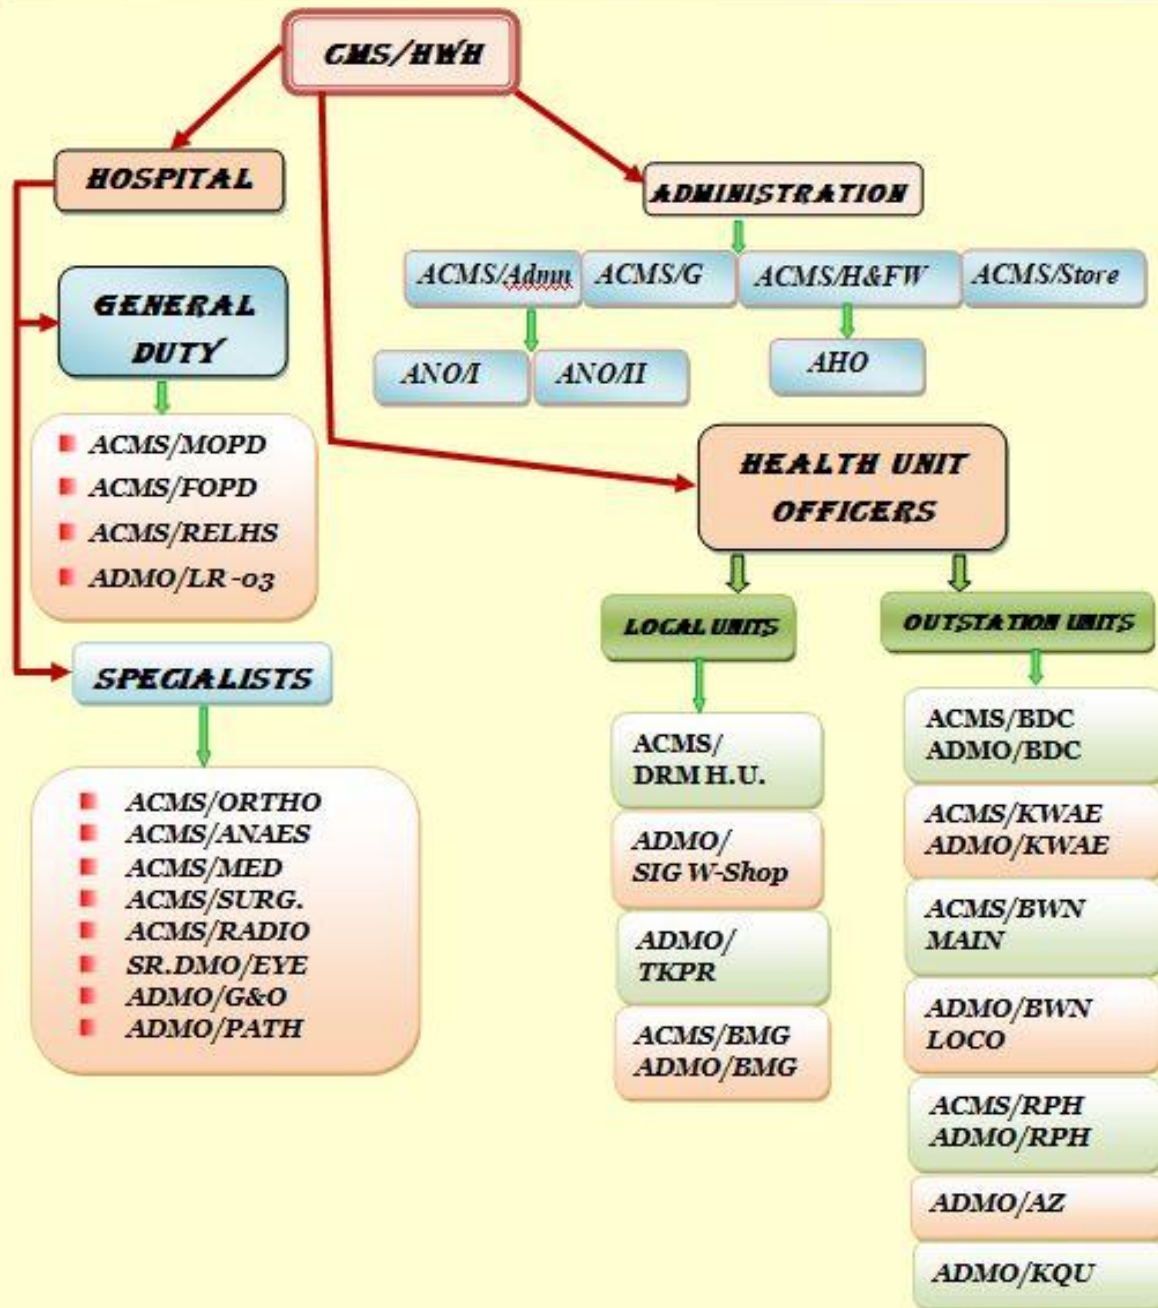 CMS/HWH
HOSPITAL
ADMINISTRATION
ACMS/Admn
ACMS/G
ACMS/H&FW
ACMS/Store
ANO/I
ANO/II
AHO
GENERAL
DUTY
ACMS/MOPD
ACMS/FOPD
ACMS/RELHS
ADMO/LR -03
SPECIALISTS
ACMS/ORTHO
ACMS/ANAES
ACMS/MED
ACMS/SURG.
ACMS/RADIO
SR.DMO/EYE
ADMO/G&O
ADMO/PATH
HEALTH UNIT
OFFICERS
LOCAL UNITS
ACMS/
DRM H.U.
ADMO/
SIG W-Shop
ADMO/
TKPR
ACMS/BMG
ADMO/BMG
OUTSTATION UNITS
ACMS/BDC
ADMO/BDC
ACMS/KWAE
ADMO/KWAE
ACMS/BWN
MAIN
ADMO/BWN
LOCO
ACMS/RPH
ADMO/RPH
ADMO/AZ
ADMO/KQU